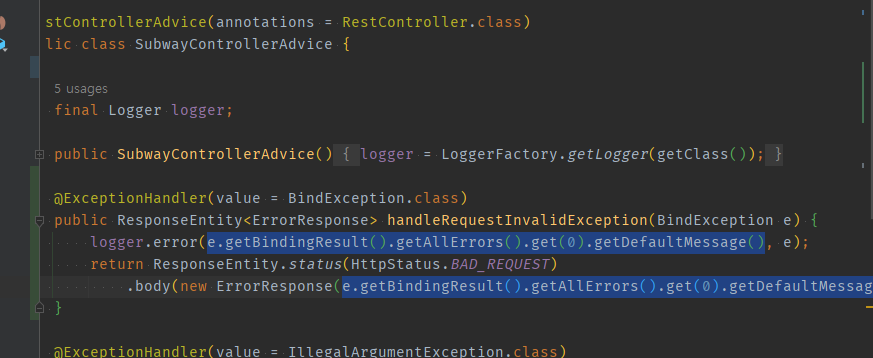 stControllerAdvice(annotations = RestController.class)
lic class SubwayControllerAdvice {
5 usages
final Logger logger;
public SubwayControllerAdvice() { logger = LoggerFactory.getLogger(getClass()); }
@ExceptionHandler(value = BindException.class)
public ResponseEntity<ErrorResponse> handleRequestInvalidException(BindException e) {
logger.error(e.getBindingResult().getAllErrors().get(0).getDefaultMessage(), e);
return ResponseEntity.status(HttpStatus.BAD_REQUEST)
.body(new ErrorResponse(e.getBindingResult().getAllErrors().get(0).getDefaultMessage
}
@ExceptionHandler(value = IllegalArgumentException.class)